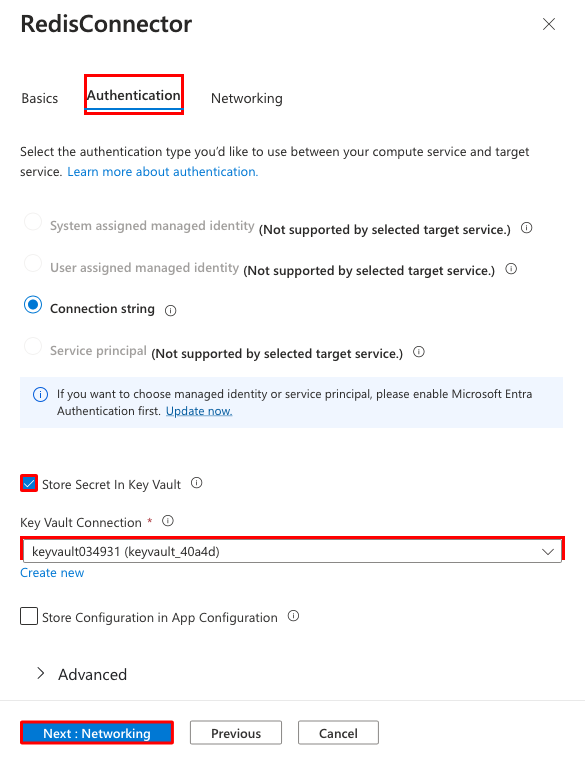 RedisConnector
Basics
Authentication
Networking
Select the authentication type you’d like to use between your compute service and target
service. Learn more about authentication.
System assigned managed identity (Not supported by selected target service.)
User assigned managed identity (Not supported by selected target service.)
Connection string
Service principal (Not supported by selected target service.)
If you want to choose managed identity or service principal, please enable Microsoft Entra
Authentication first. Update now.
Store Secret In Key Vault
Key Vault Connection *
keyvault034931 (keyvault_40a4d)
Create new
Store Configuration in App Configuration
Advanced
Next : Networking
Previous
Cancel